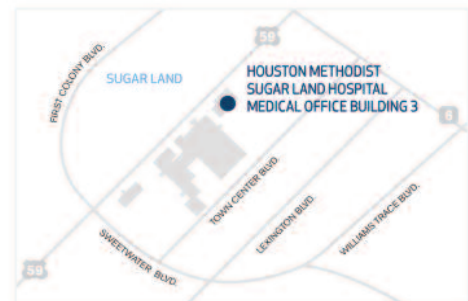 59
FIRST COLONY BLVD.
SUGAR LAND
HOUSTON METHODIST
SUGAR LAND HOSPITAL
MEDICAL OFFICE BUILDING 3
6
TOWN CENTER BLVD.
LEXINGTON BLVD.
WILLIAMS TRACE BLVD.
SWEETWATER BLVD.
59